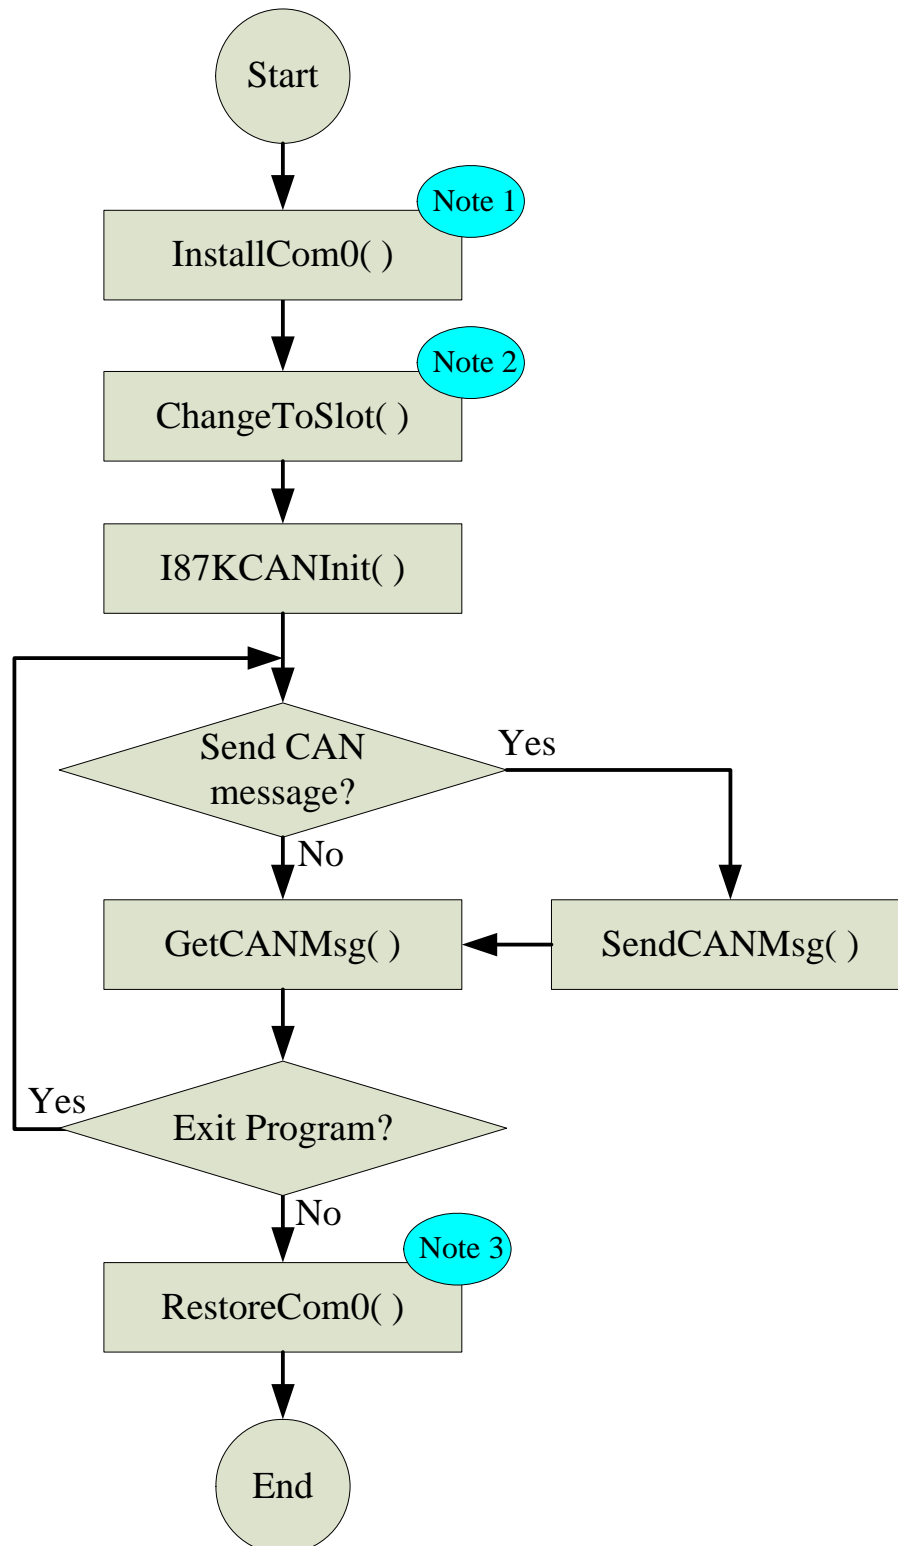 Start
Note 1
InstallCom0( )
Note 2
ChangeToSlot( )
I87KCANInit( )
Send CAN
message?
Yes
No
GetCANMsg( )
SendCANMsg( )
Yes
Exit Program?
No
Note 3
RestoreCom0( )
End